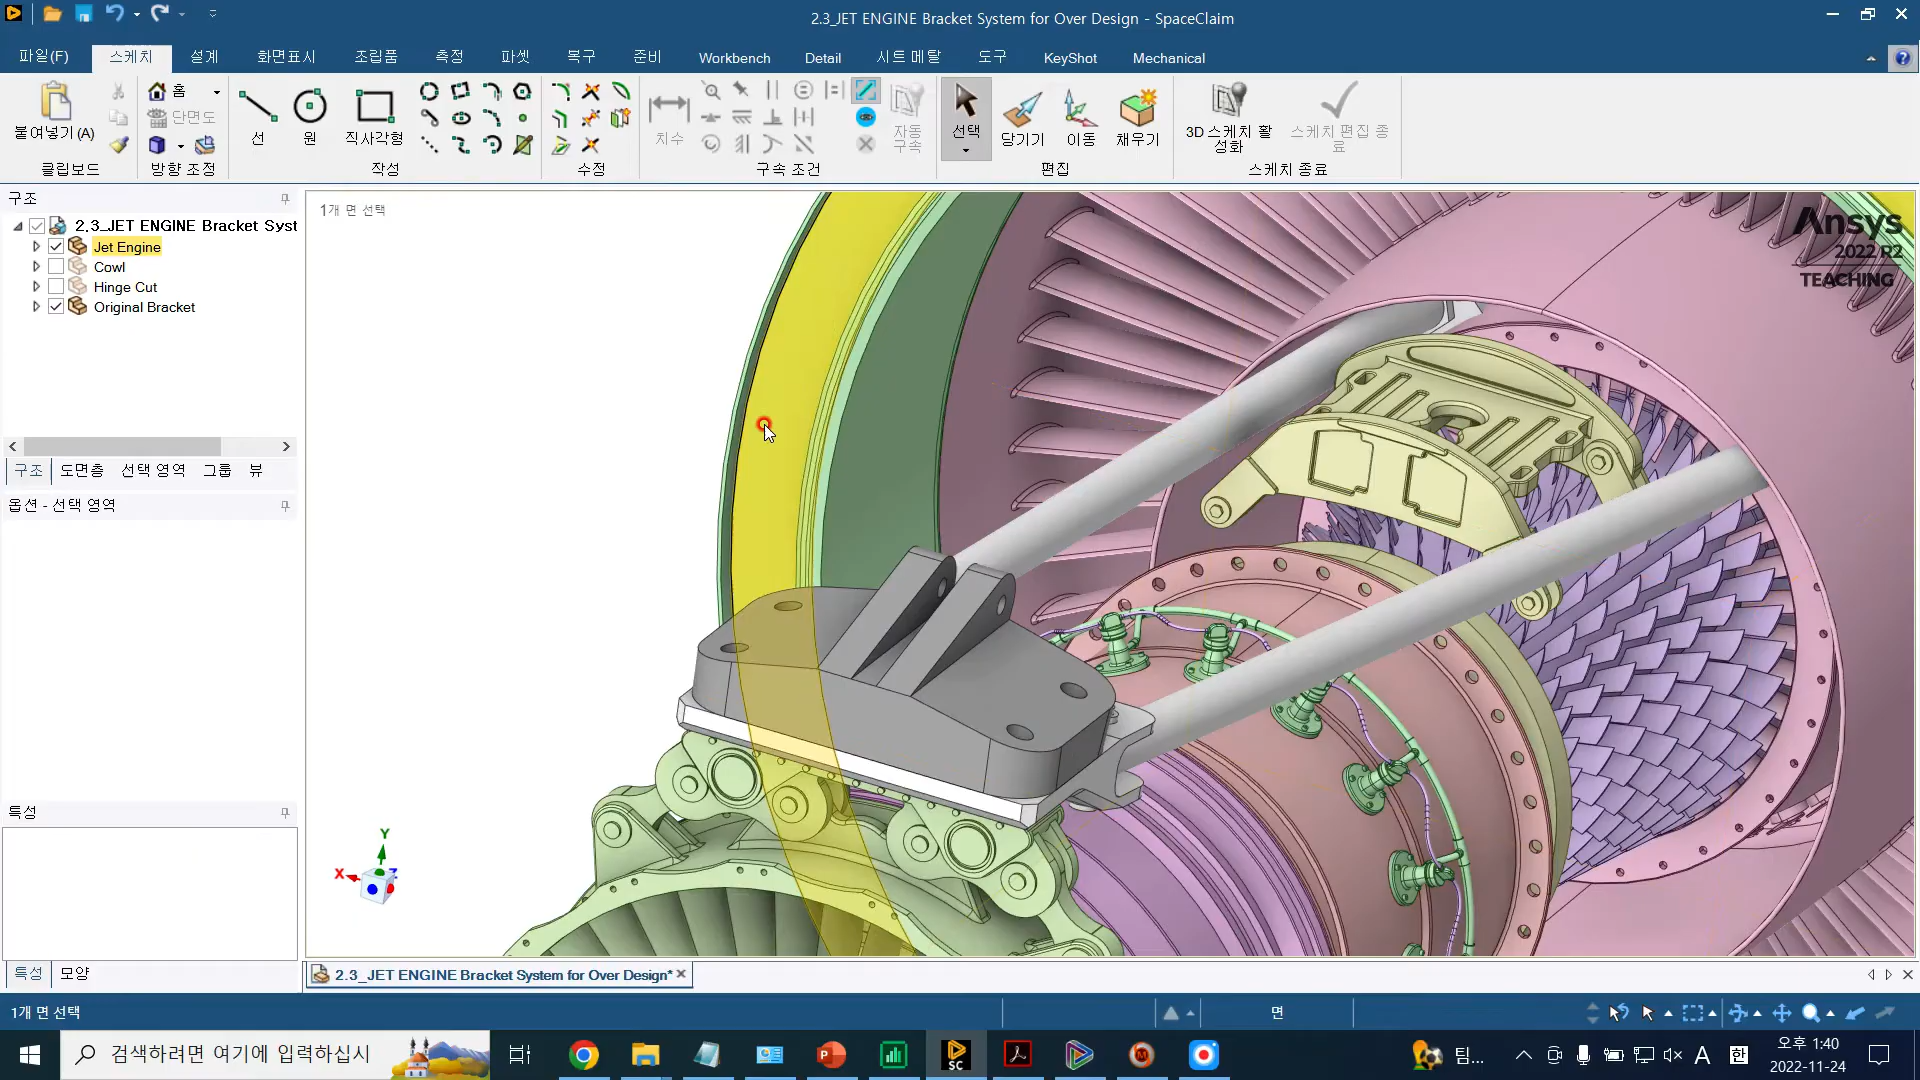 2.3_JET ENGINE Bracket System for Over Design - SpaceClaim
파일(F) 스케치 설계 화면표시 조립품 측정 파셋 복구 준비 Workbench Detail 시트 메탈 도구 KeyShot Mechanical
붙여넣기 (A)
홈
단면도
선
원
직사각형
치수
자동
구속
선택
당기기
이동
채우기
3D 스케치 활
성화
스케치 편집 종
료
클립보드 방향 조정 작성 수정 구속 조건 편집 스케치 종료
구조
1개 면 선택
2.3_JET ENGINE Bracket Syst
Jet Engine
Cowl
Hinge Cut
Original Bracket
Ansys
2022 R2
TEACHING
구조 도면층 선택 영역 그룹 뷰
옵션 - 선택 영역
특성
Y
X
Z
특성 모양
2.3_JET ENGINE Bracket System for Over Design*
1개 면 선택
면
검색하려면 여기에 입력하십시
SC
팀...
A
한
오후 1:40
2022-11-24